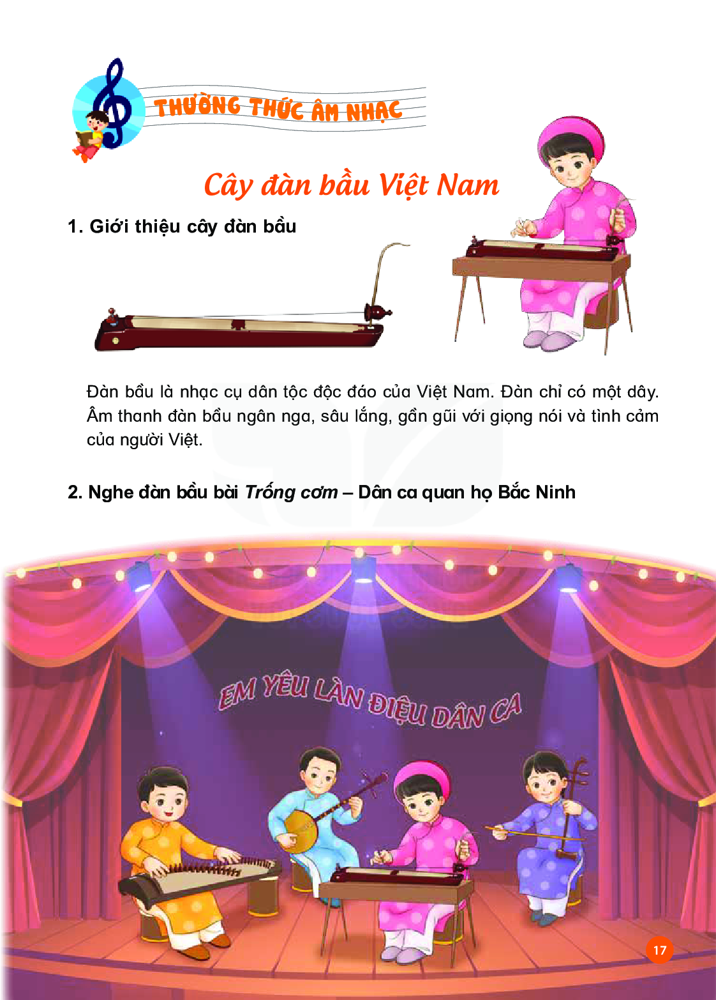 THƯỜNG THỨC ÂM NHẠC
Cây đàn bầu Việt Nam
1. Giới thiệu cây đàn bầu
Đàn bầu là nhạc cụ dân tộc độc đáo của Việt Nam. Đàn chỉ có một dây.
Âm thanh đàn bầu ngân nga, sâu lắng, gần gũi với giọng nói và tình cảm
của người Việt.
2. Nghe đàn bầu bài Trống cơm – Dân ca quan họ Bắc Ninh
EM YÊU LÀN ĐIỆU DÂN CA
17